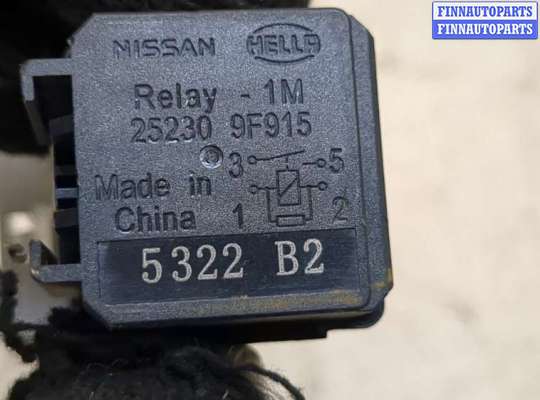 FINNAUTOPARTS
FINNAUTOPARTS
NISSAN HELLA
Relay - 1M
25230 9F915
3 5
Made in
China 1 2
5322 B2